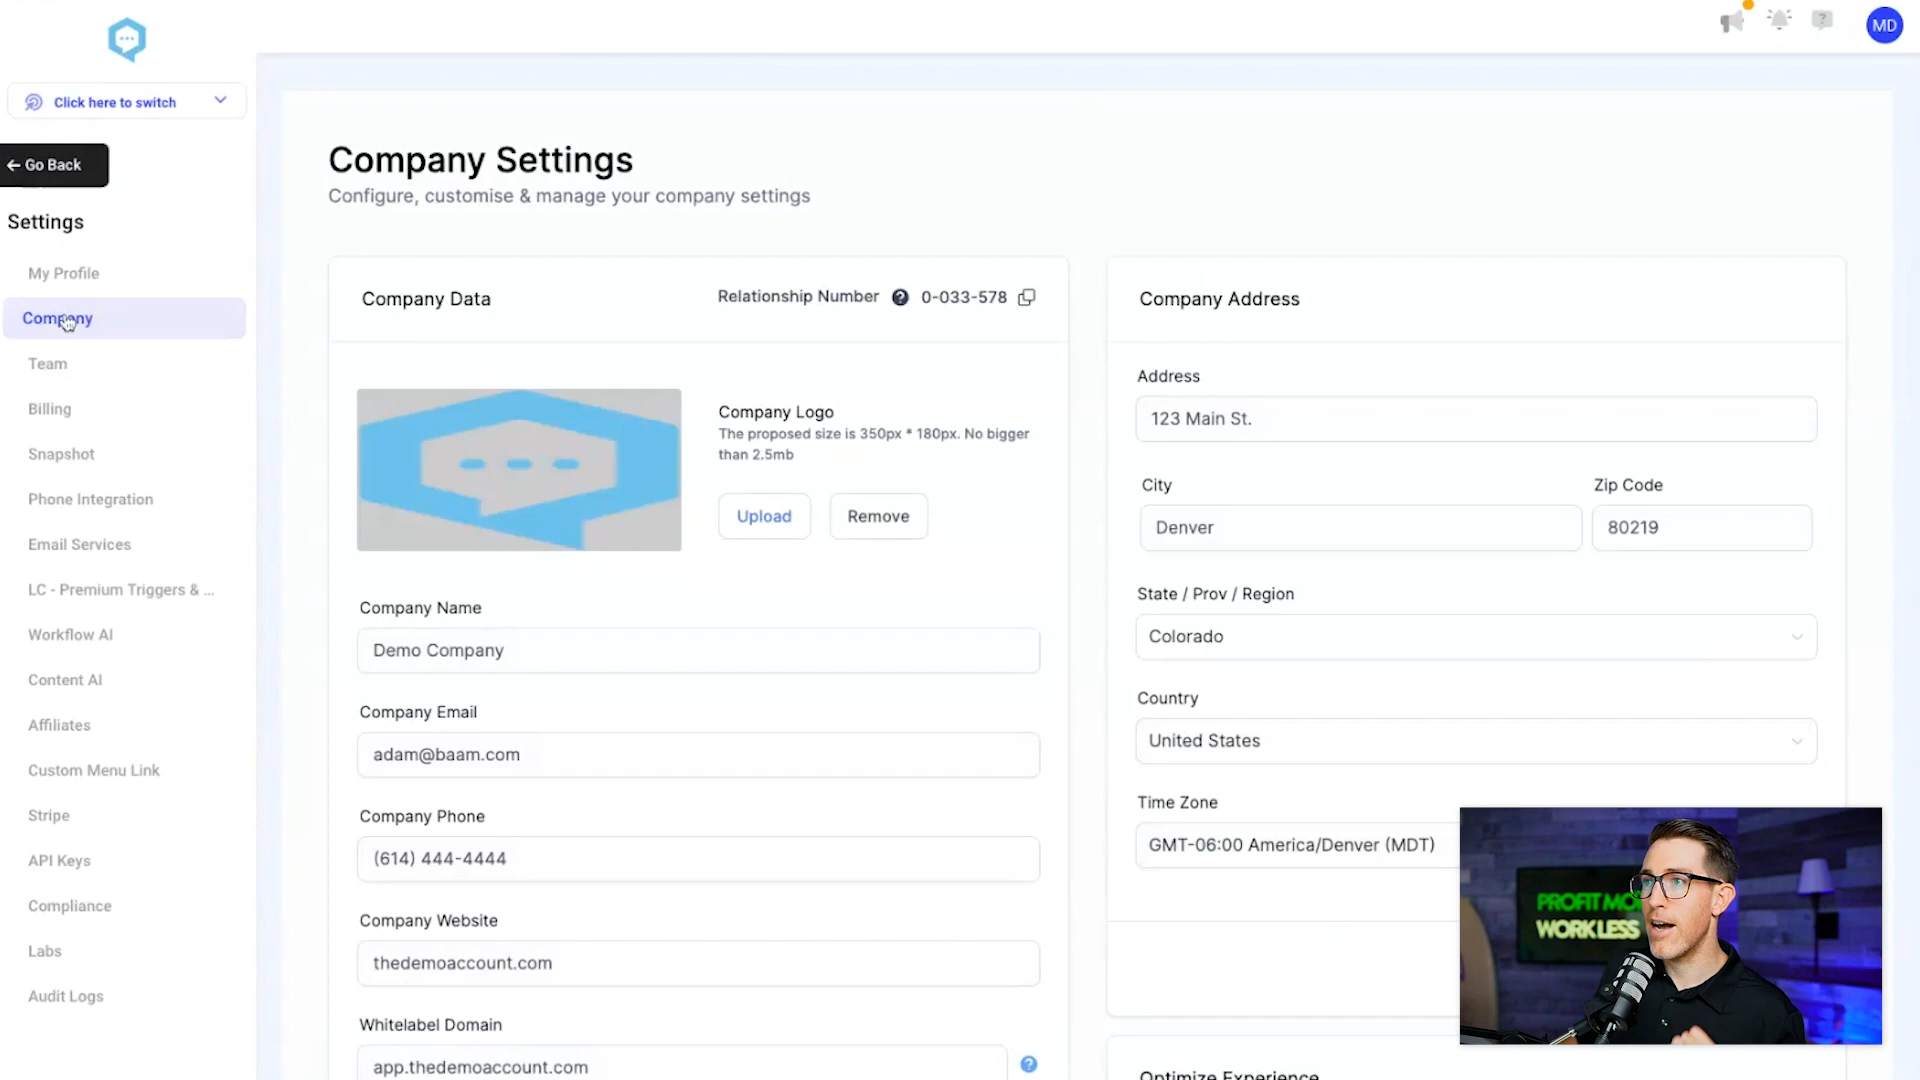 MD
Click here to switch
Go Back
Settings
My Profile
Company
Team
Billing
Snapshot
Phone Integration
Email Services
LC - Premium Triggers & ...
Workflow AI
Content AI
Affiliates
Custom Menu Link
Stripe
API Keys
Compliance
Labs
Audit Logs
Company Settings
Configure, customise & manage your company settings
Company Data
Relationship Number ? 0-033-578
Company Logo
The proposed size is 350px * 180px. No bigger
than 2.5mb
Upload
Remove
Company Name
Demo Company
Company Email
adam@baam.com
Company Phone
(614) 444-4444
Company Website
thedemoaccount.com
Whitelabel Domain
app.thedemoaccount.com
?
Company Address
Address
123 Main St.
City
Zip Code
Denver
80219
State / Prov / Region
Colorado
Country
United States
Time Zone
GMT-06:00 America/Denver (MDT)
PROFIT MO
WORK LESS
Optimize Experience